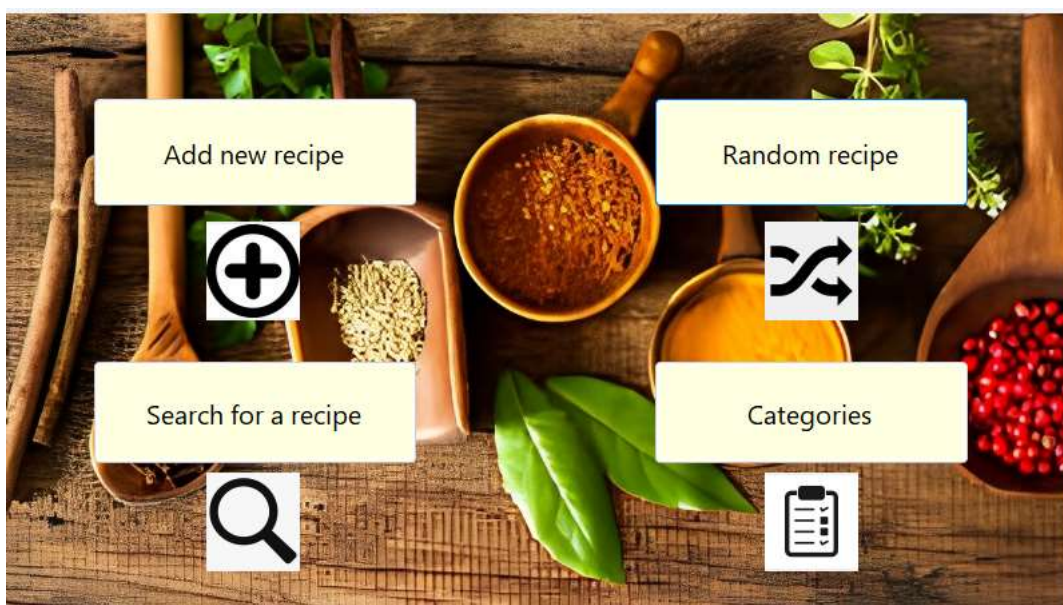 Add new recipe
Random recipe
Search for a recipe
Categories